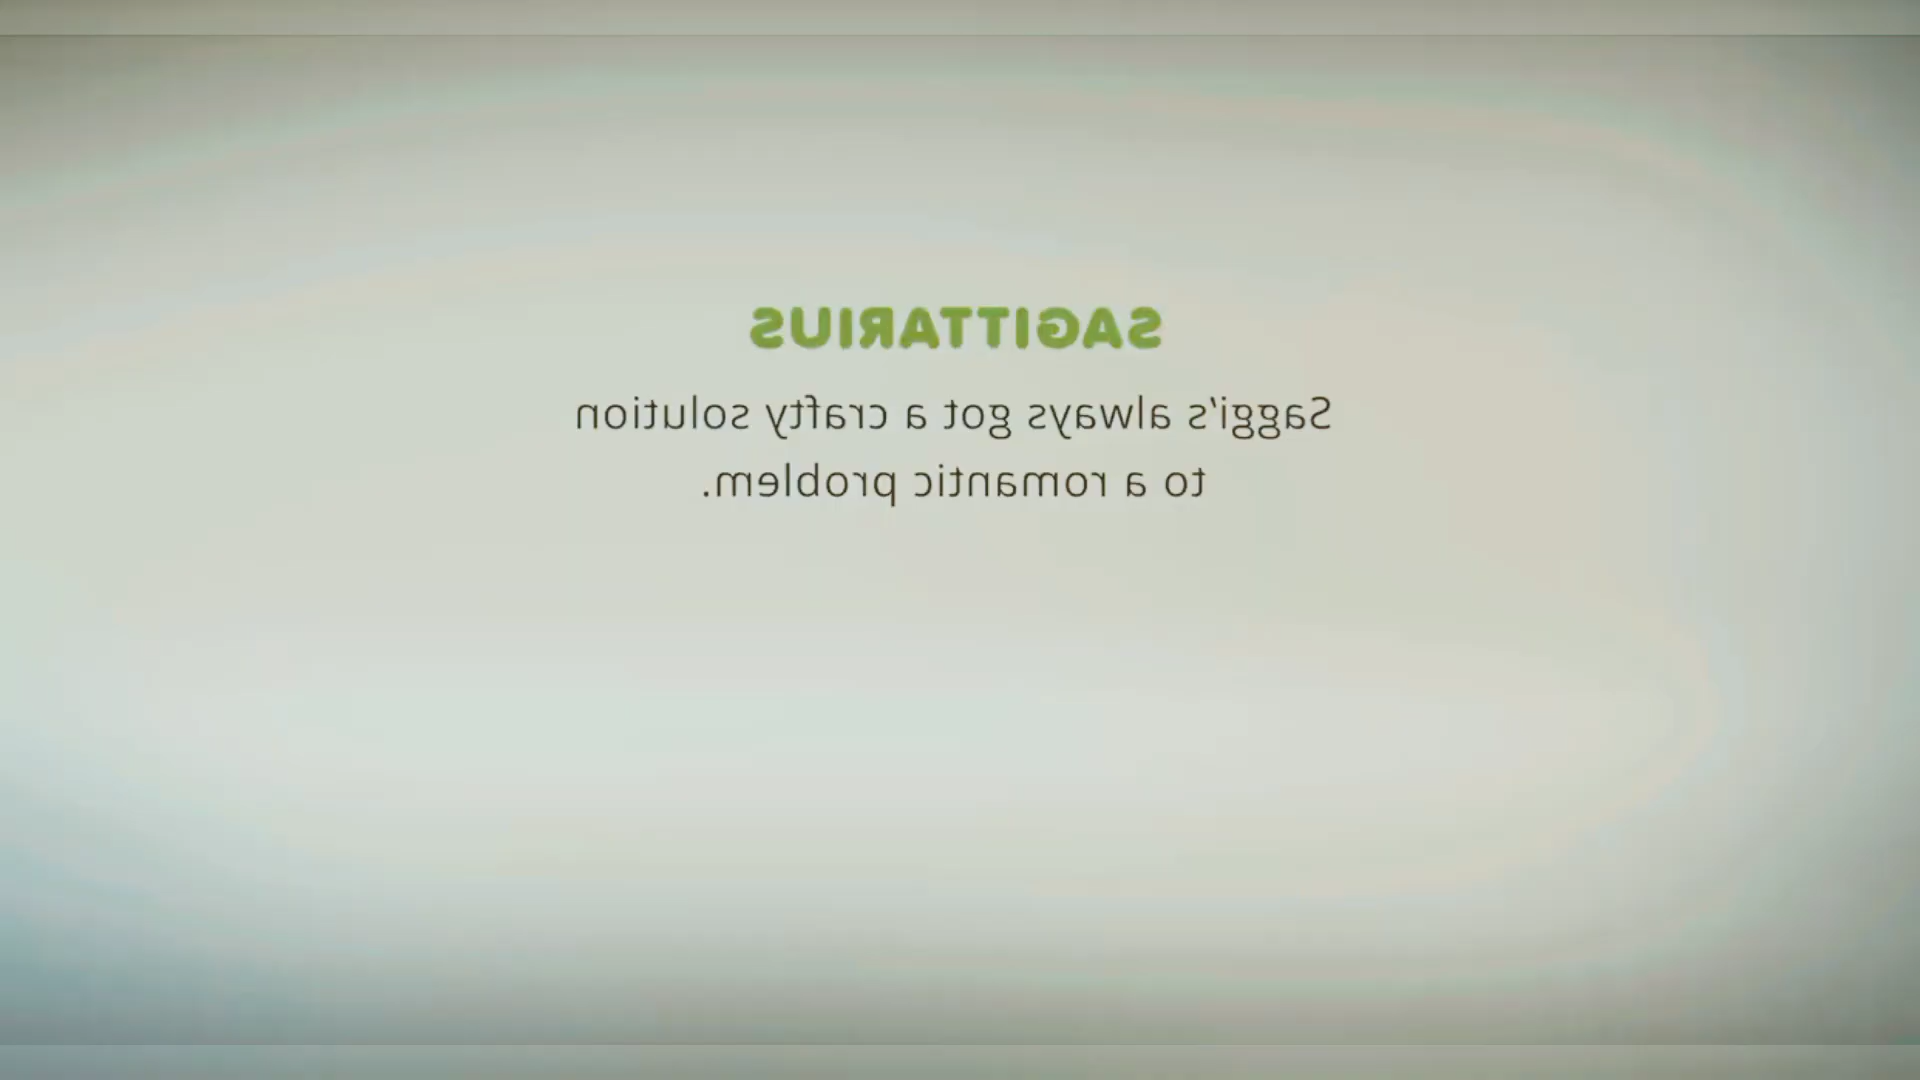 SAGITTARIUS
Saggi's always got a crafty solution
to a romantic problem.